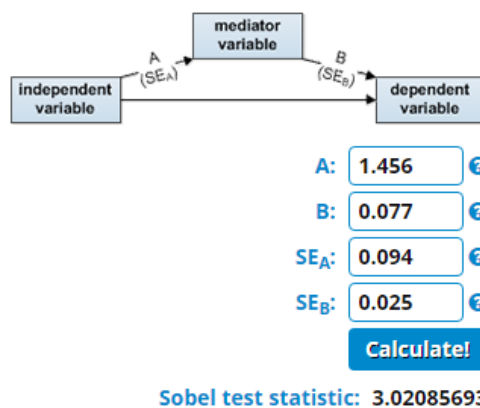 mediator
variable
A
(SEA)
B
(SEB)
independent
variable
dependent
variable
A: 1.456
B: 0.077
SEA: 0.094
SEB: 0.025
Calculate!
Sobel test statistic: 3.02085693